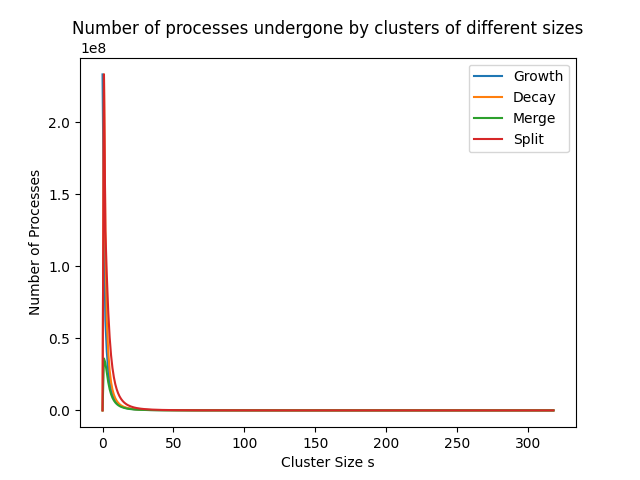 Number of processes undergone by clusters of different sizes
1e8
Growth
Decay
Merge
Split
2.0
1.5
1.0
0.5
0.0
Number of Processes
0 50 100 150 200 250 300
Cluster Size s